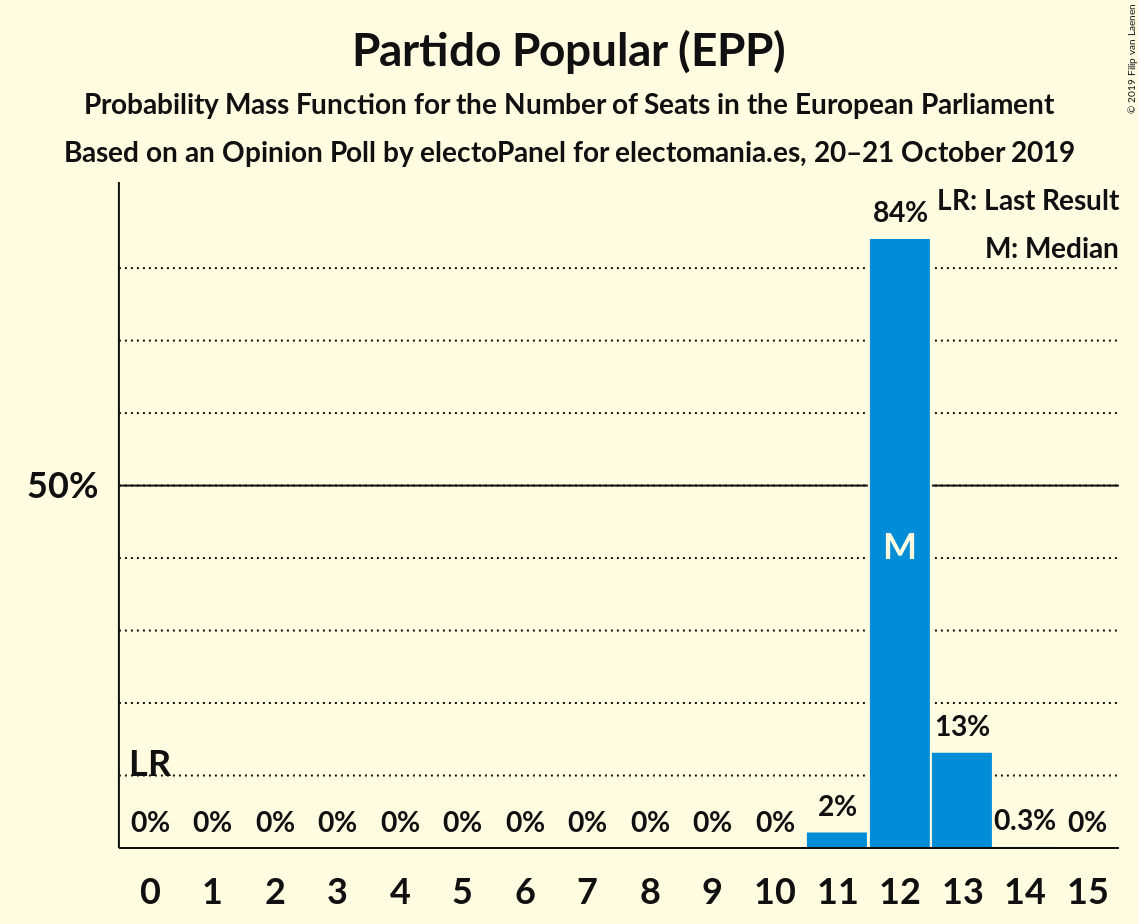 Partido Popular (EPP)
Probability Mass Function for the Number of Seats in the European Parliament
Based on an Opinion Poll by electoPanel for electomania.es, 20–21 October 2019
© 2019 Filip van Laenen
LR: Last Result
M: Median
84%
50%
M
13%
LR
0% 0% 0% 0% 0% 0% 0% 0% 0% 0% 0% 2% 0.3% 0%
0 1 2 3 4 5 6 7 8 9 10 11 12 13 14 15